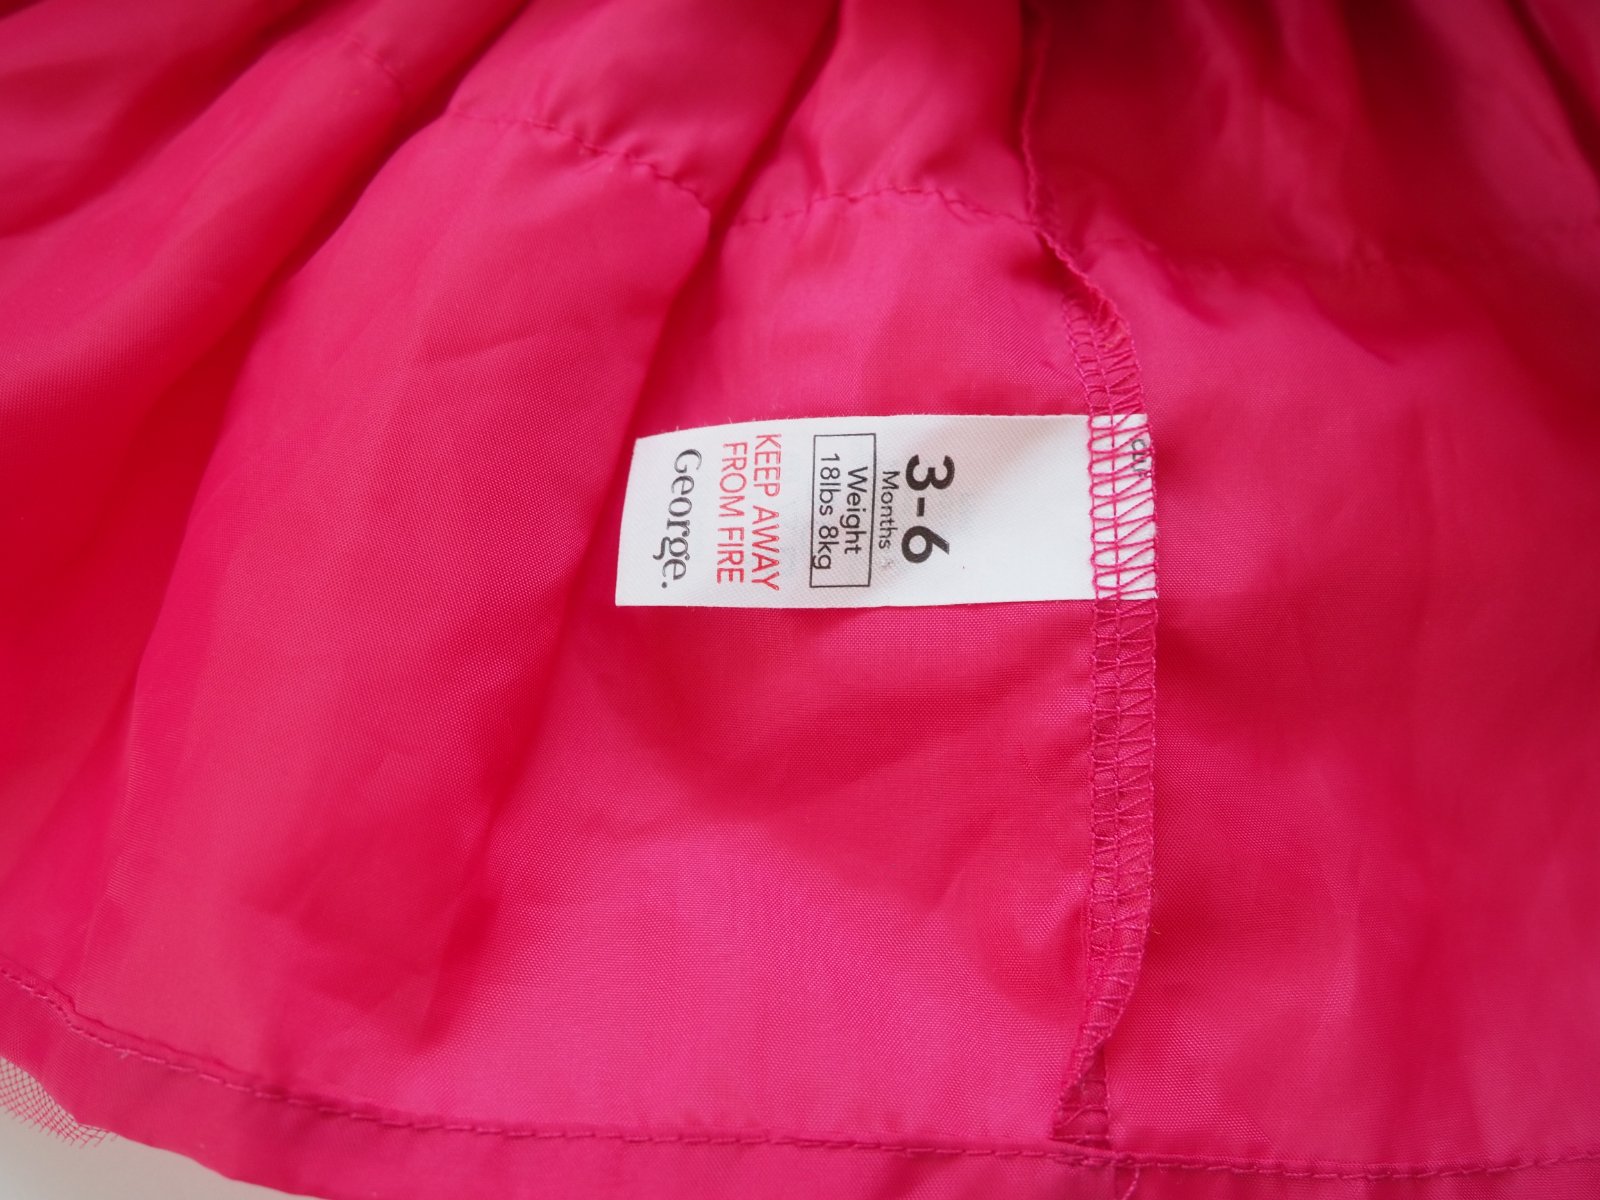 3-6
Months
Weight
18lbs 8kg
KEEP AWAY
FROM FIRE
George.